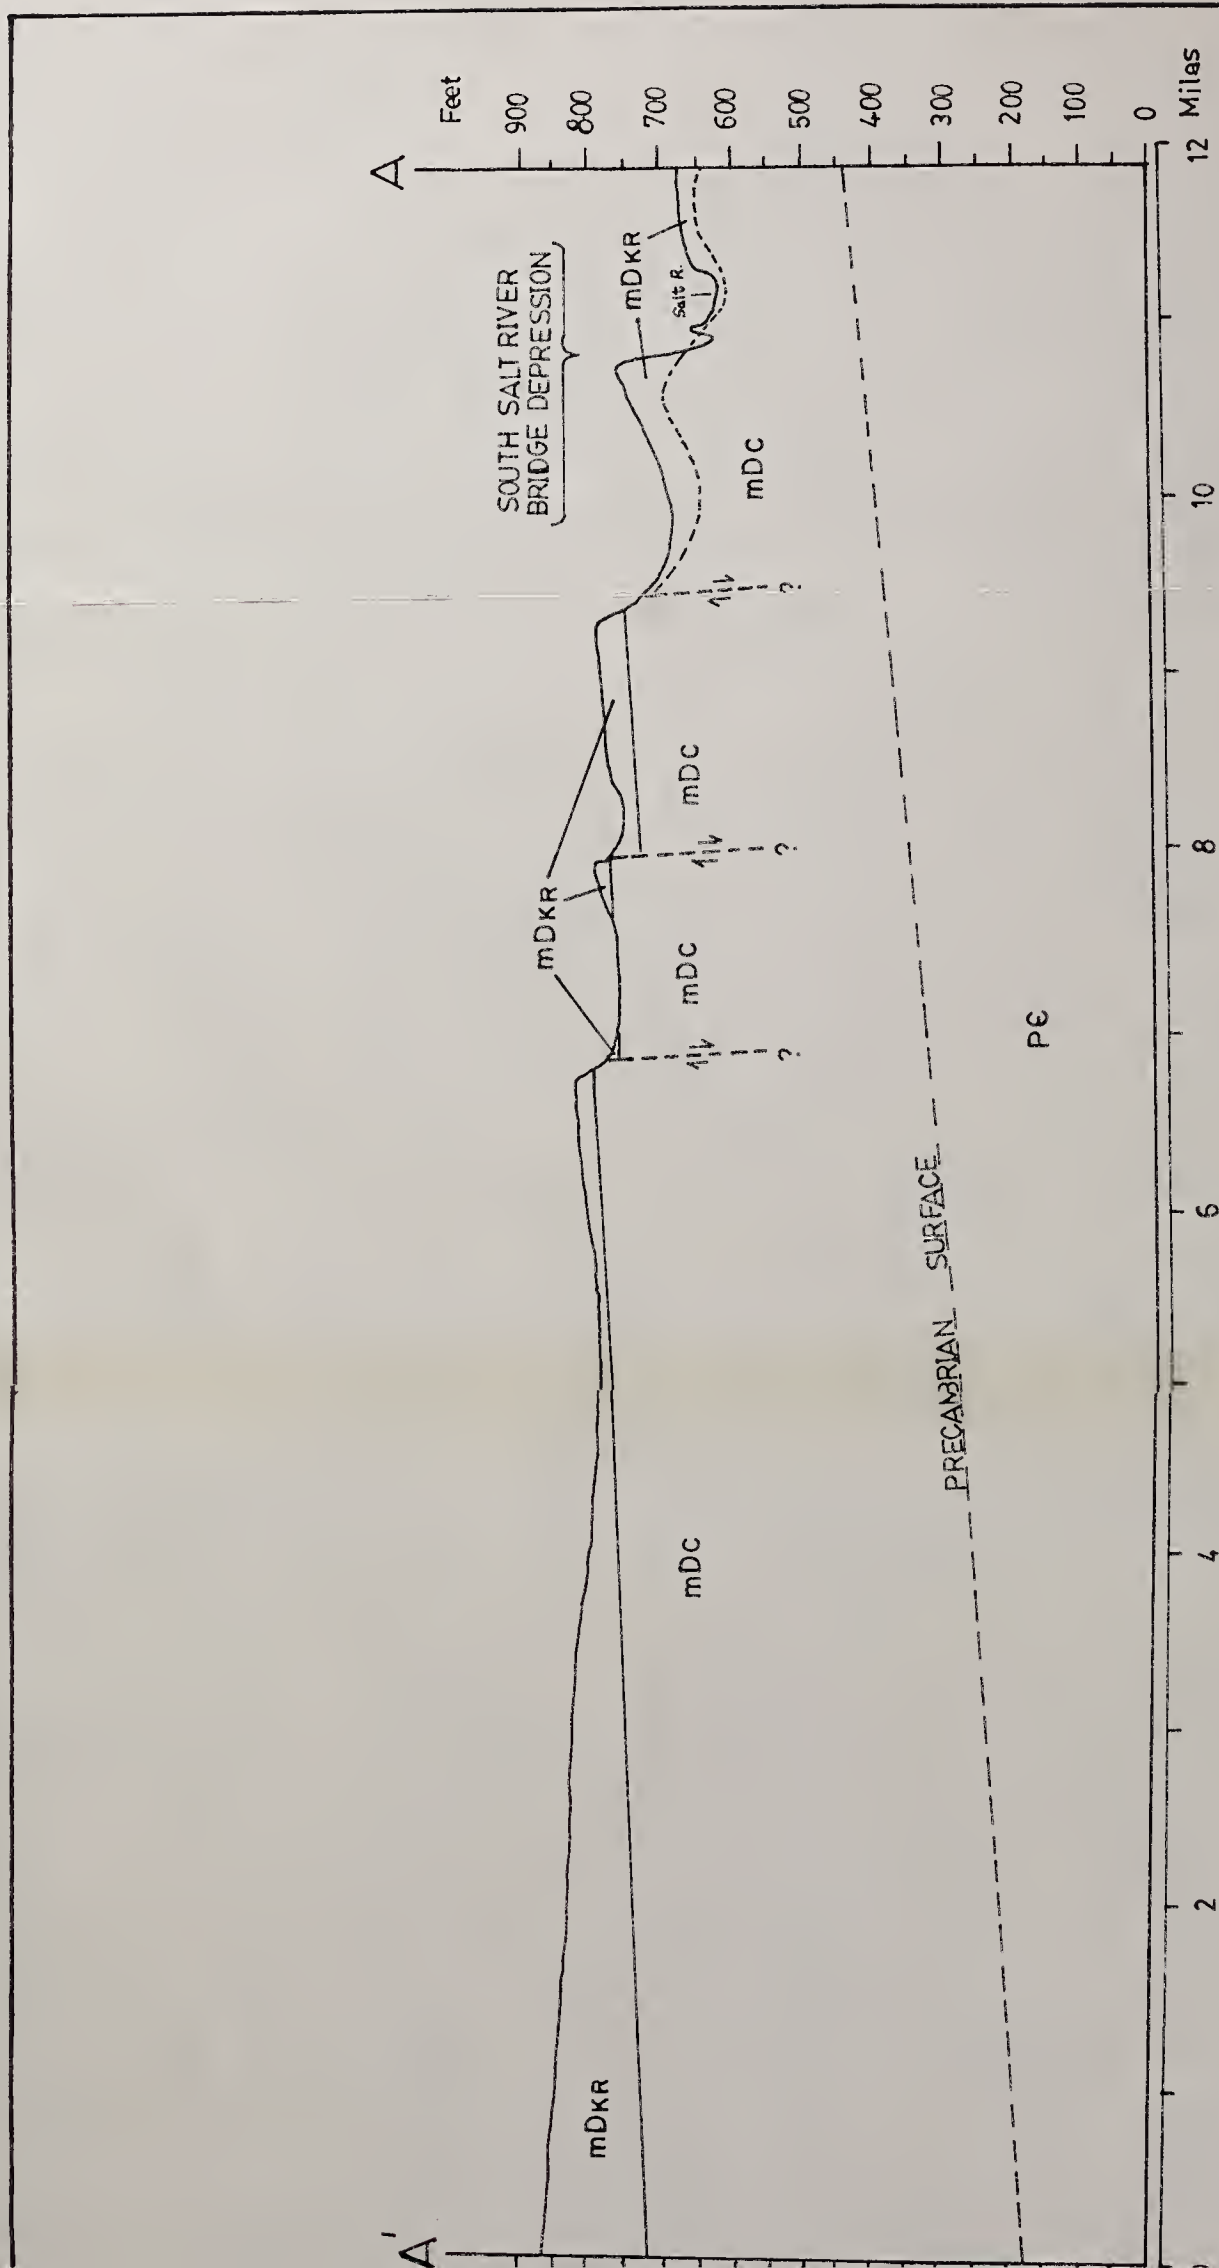 A'
A
Feet
900
800
700
600
500
400
300
200
100
0
Miles
SOUTH SALT RIVER
BRIDGE DEPRESSION
mDKR
Salt R.
mDKR
mDKR
mDC
mDC
mDC
mDC
?
?
?
PRECAMBRIAN SURFACE
P€
2
4
6
8
10
12